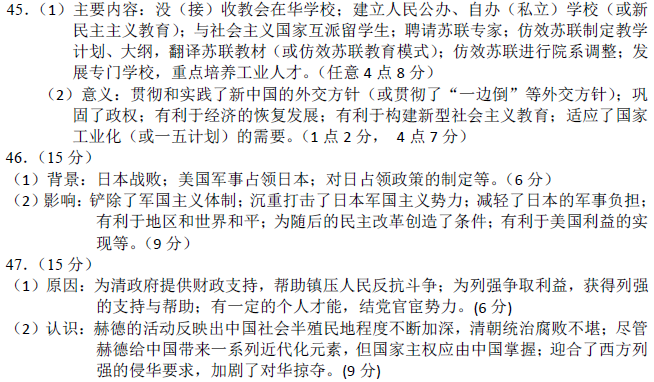 45.（1）主要内容：没（接）收教会在华学校；建立人民公办、自办（私立）学校（或新
民主主义教育）；与社会主义国家互派留学生；聘请苏联专家；仿效苏联制定教学
计划、大纲，翻译苏联教材（或仿效苏联教育模式）；仿效苏联进行院系调整；发
展专门学校，重点培养工业人才。（任意 4 点 8 分）
（2）意义：贯彻和实践了新中国的外交方针（或贯彻了“一边倒”等外交方针）；巩
固了政权；有利于经济的恢复发展；有利于构建新型社会主义教育；适应了国家
工业化（或一五计划）的需要。（1 点 2 分， 4 点 7 分）
46.（15 分）
（1）背景：日本战败；美国军事占领日本；对日占领政策的制定等。（6 分）
（2）影响：铲除了军国主义体制；沉重打击了日本军国主义势力；减轻了日本的军事负担；
有利于地区和世界和平；为随后的民主改革创造了条件；有利于美国利益的实
现等。（9 分）
47.（15 分）
（1）原因：为清政府提供财政支持，帮助镇压人民反抗斗争；为列强争取利益，获得列强
的支持与帮助；有一定的个人才能，结党官宦势力。(6 分)
（2）认识：赫德的活动反映出中国社会半殖民地程度不断加深，清朝统治腐败不堪；尽管
赫德给中国带来一系列近代化元素，但国家主权应由中国掌握；迎合了西方列
强的侵华要求，加剧了对华掠夺。(9 分)